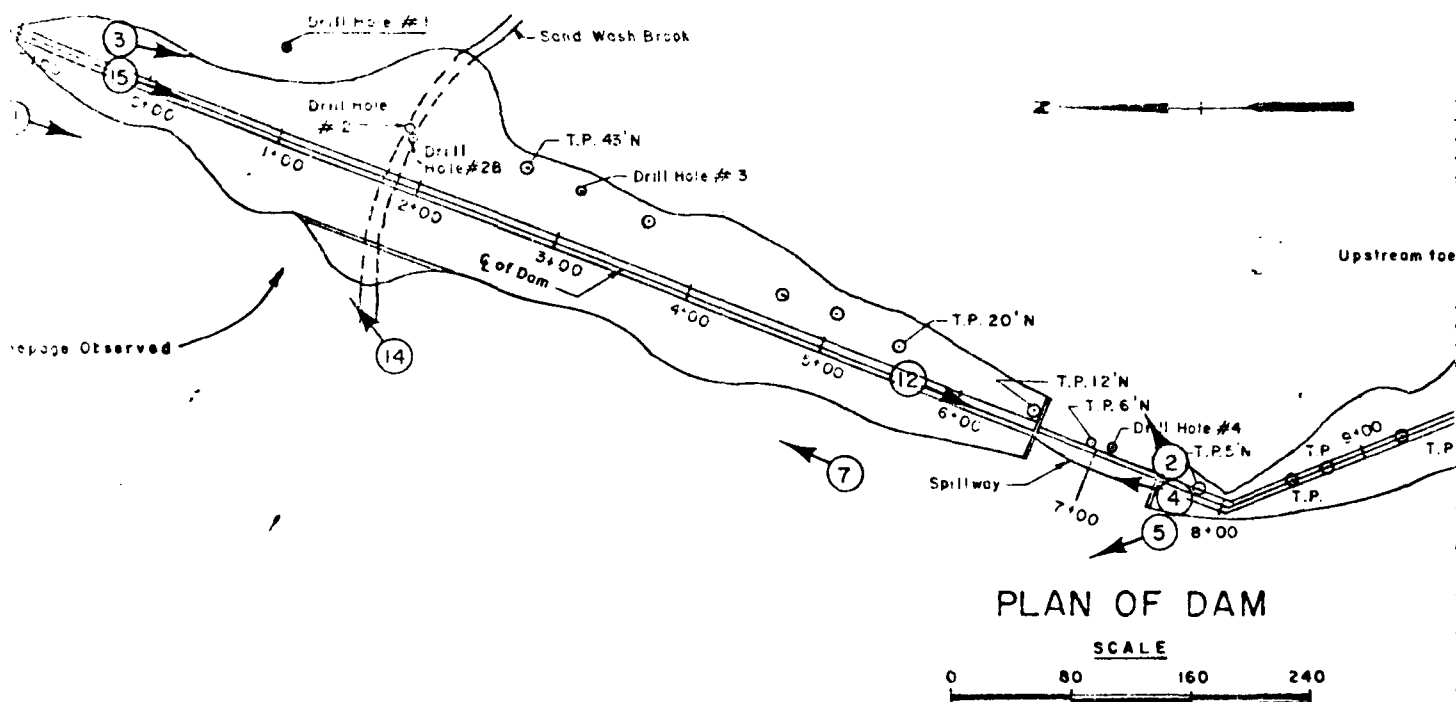 Drill Hole #1
Sand Wash Brook
3
15
0+00
Drill Hole
#2
T.P. 43'N
N
1+00
Drill
Hole #2B
Drill Hole #3
2+00
3+00
℄ of Dam
Upstream toe
4+00
T.P. 20'N
Observed
14
5+00
12
T.P. 12'N
6+00
T.P. 6'N
Drill Hole #4
2
T.P. 5'N
T.P.
9+00
T.P.
7
Spillway
4
T.P.
7+00
5
8+00
PLAN OF DAM
SCALE
0 80 160 240